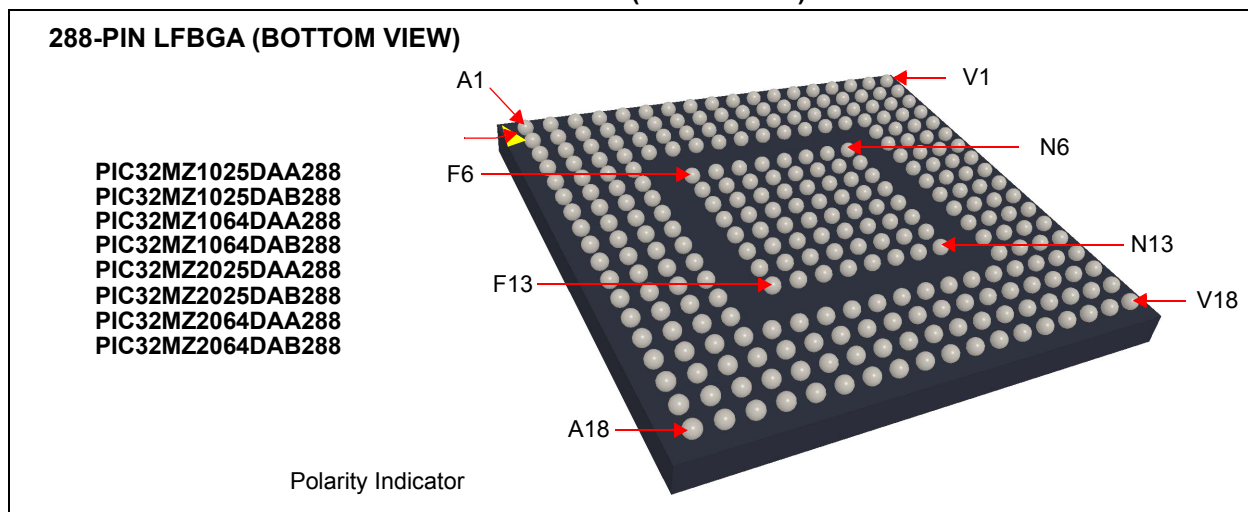 288-PIN LFBGA (BOTTOM VIEW)
A1
V1
N6
F6
PIC32MZ1025DAA288
PIC32MZ1025DAB288
PIC32MZ1064DAA288
PIC32MZ1064DAB288
PIC32MZ2025DAA288
PIC32MZ2025DAB288
PIC32MZ2064DAA288
PIC32MZ2064DAB288
N13
F13
V18
A18
Polarity Indicator